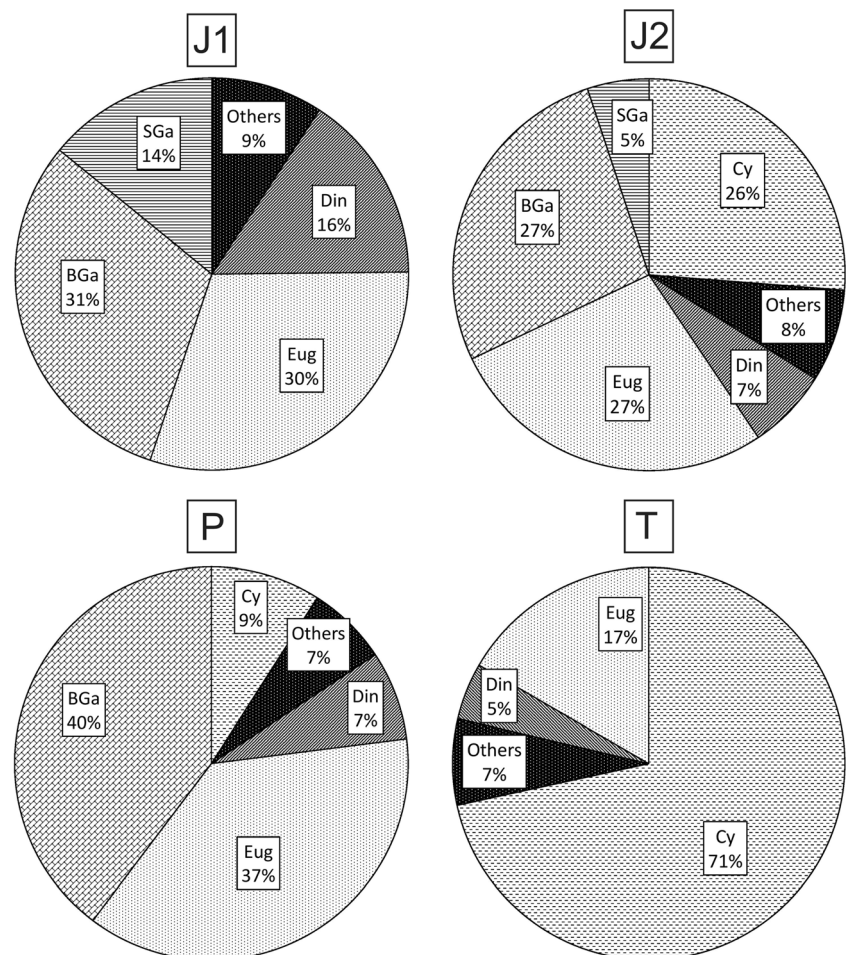 J1
Others
9%
Din
16%
Eug
30%
BGa
31%
SGa
14%
J2
Cy
26%
Others
8%
Din
7%
Eug
27%
BGa
27%
SGa
5%
P
Cy
9%
Others
7%
Din
7%
Eug
37%
BGa
40%
T
Cy
71%
Others
7%
Din
5%
Eug
17%